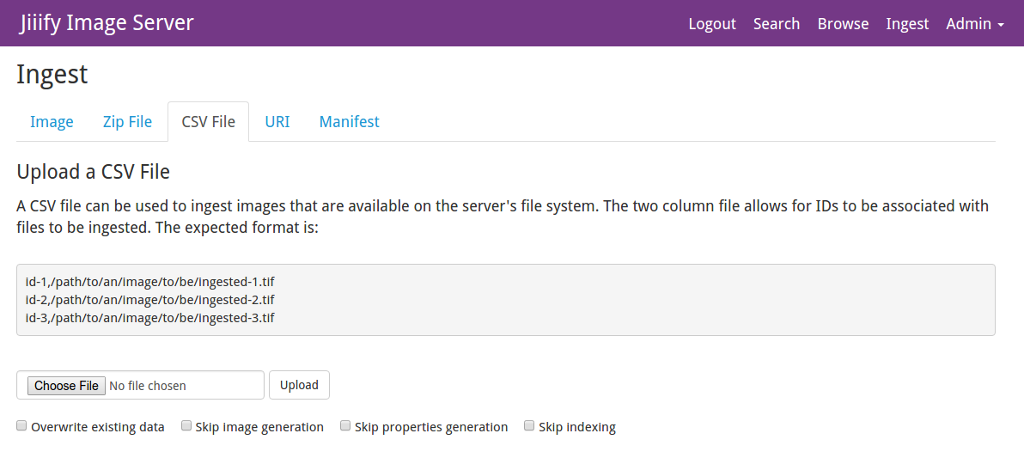 Jiiify Image Server
Logout Search Browse Ingest Admin
Ingest
Image Zip File CSV File URI Manifest
Upload a CSV File
A CSV file can be used to ingest images that are available on the server's file system. The two column file allows for IDs to be associated with
files to be ingested. The expected format is:
id-1,/path/to/an/image/to/be/ingested-1.tif
id-2,/path/to/an/image/to/be/ingested-2.tif
id-3,/path/to/an/image/to/be/ingested-3.tif
Choose File No file chosen Upload
Overwrite existing data Skip image generation Skip properties generation Skip indexing